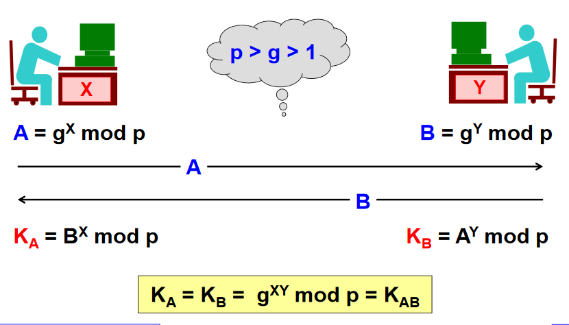 p > g > 1
X
Y
A = g^X mod p
B = g^Y mod p
A
B
K_A = B^X mod p
K_B = A^Y mod p
K_A = K_B = g^XY mod p = K_AB